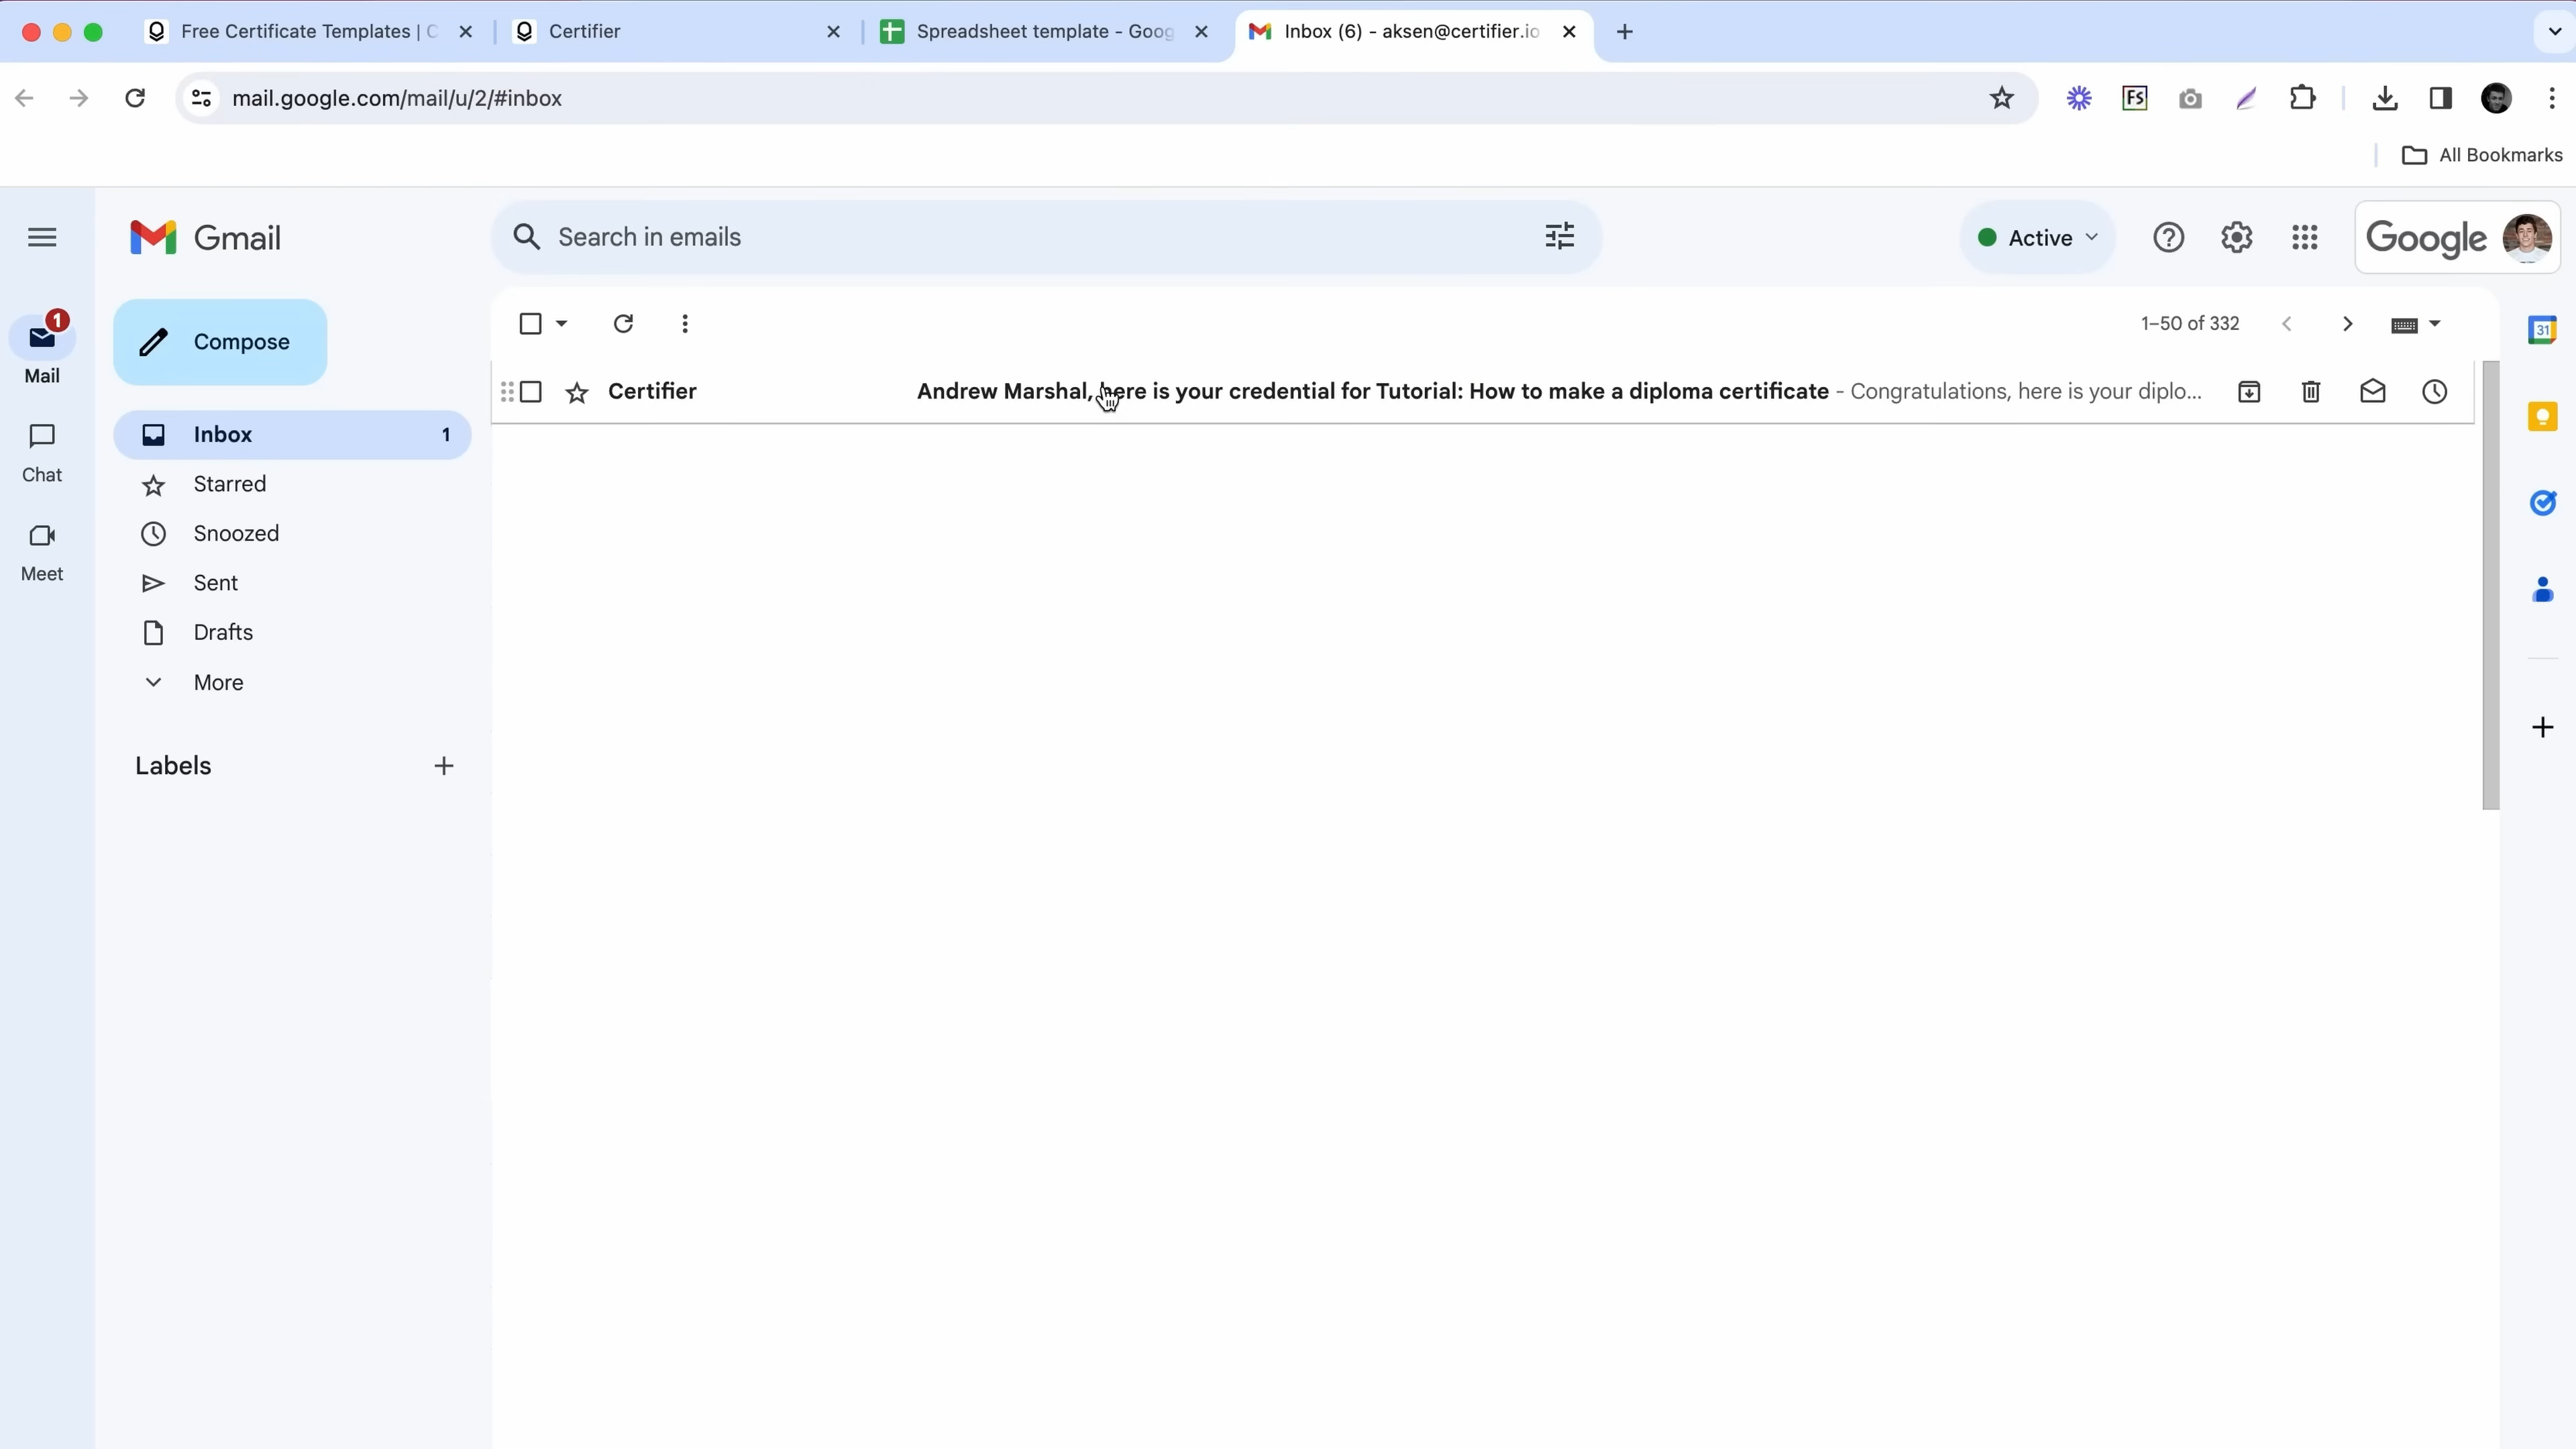 Free Certificate Templates | C
Certifier
Spreadsheet template - Goog
Inbox (6) - aksen@certifier.io
mail.google.com/mail/u/2/#inbox
FS
All Bookmarks
Gmail
Search in emails
Active
Google
1
Mail
Compose
1–50 of 332
31
Certifier
Andrew Marshal, here is your credential for Tutorial: How to make a diploma certificate - Congratulations, here is your diplo...
Inbox 1
Chat
Starred
Snoozed
Meet
Sent
Drafts
More
Labels